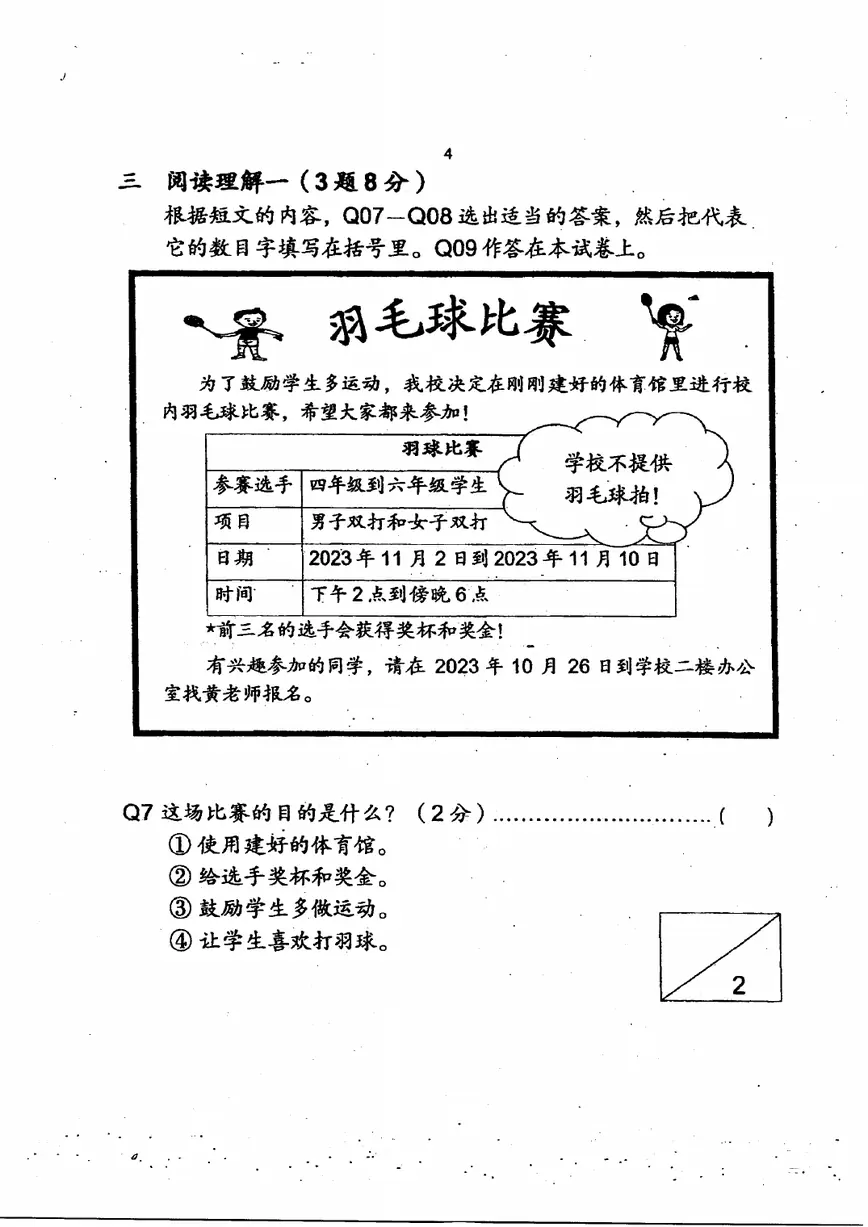 4
三 阅读理解一（3题8分）
根据短文的内容，Q07－Q08选出适当的答案，然后把代表
它的数目字填写在括号里。Q09作答在本试卷上。
羽毛球比赛
为了鼓励学生多运动，我校决定在刚刚建好的体育馆里进行校
内羽毛球比赛，希望大家都来参加！
羽球比赛
学校不提供
羽毛球拍！
参赛选手 四年级到六年级学生
项目 男子双打和女子双打
日期 2023年11月2日到2023年11月10日
时间 下午2点到傍晚6点
*前三名的选手会获得奖杯和奖金！
有兴趣参加的同学，请在 2023 年 10 月 26 日到学校二楼办公
室找黄老师报名。
Q7 这场比赛的目的是什么？（2分）.................................(    )
① 使用建好的体育馆。
② 给选手奖杯和奖金。
③ 鼓励学生多做运动。
④ 让学生喜欢打羽球。
2